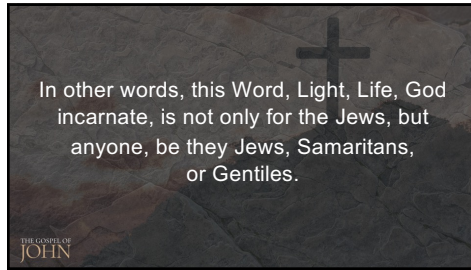 In other words, this Word, Light, Life, God
incarnate, is not only for the Jews, but
anyone, be they Jews, Samaritans,
or Gentiles.
THE GOSPEL OF
JOHN